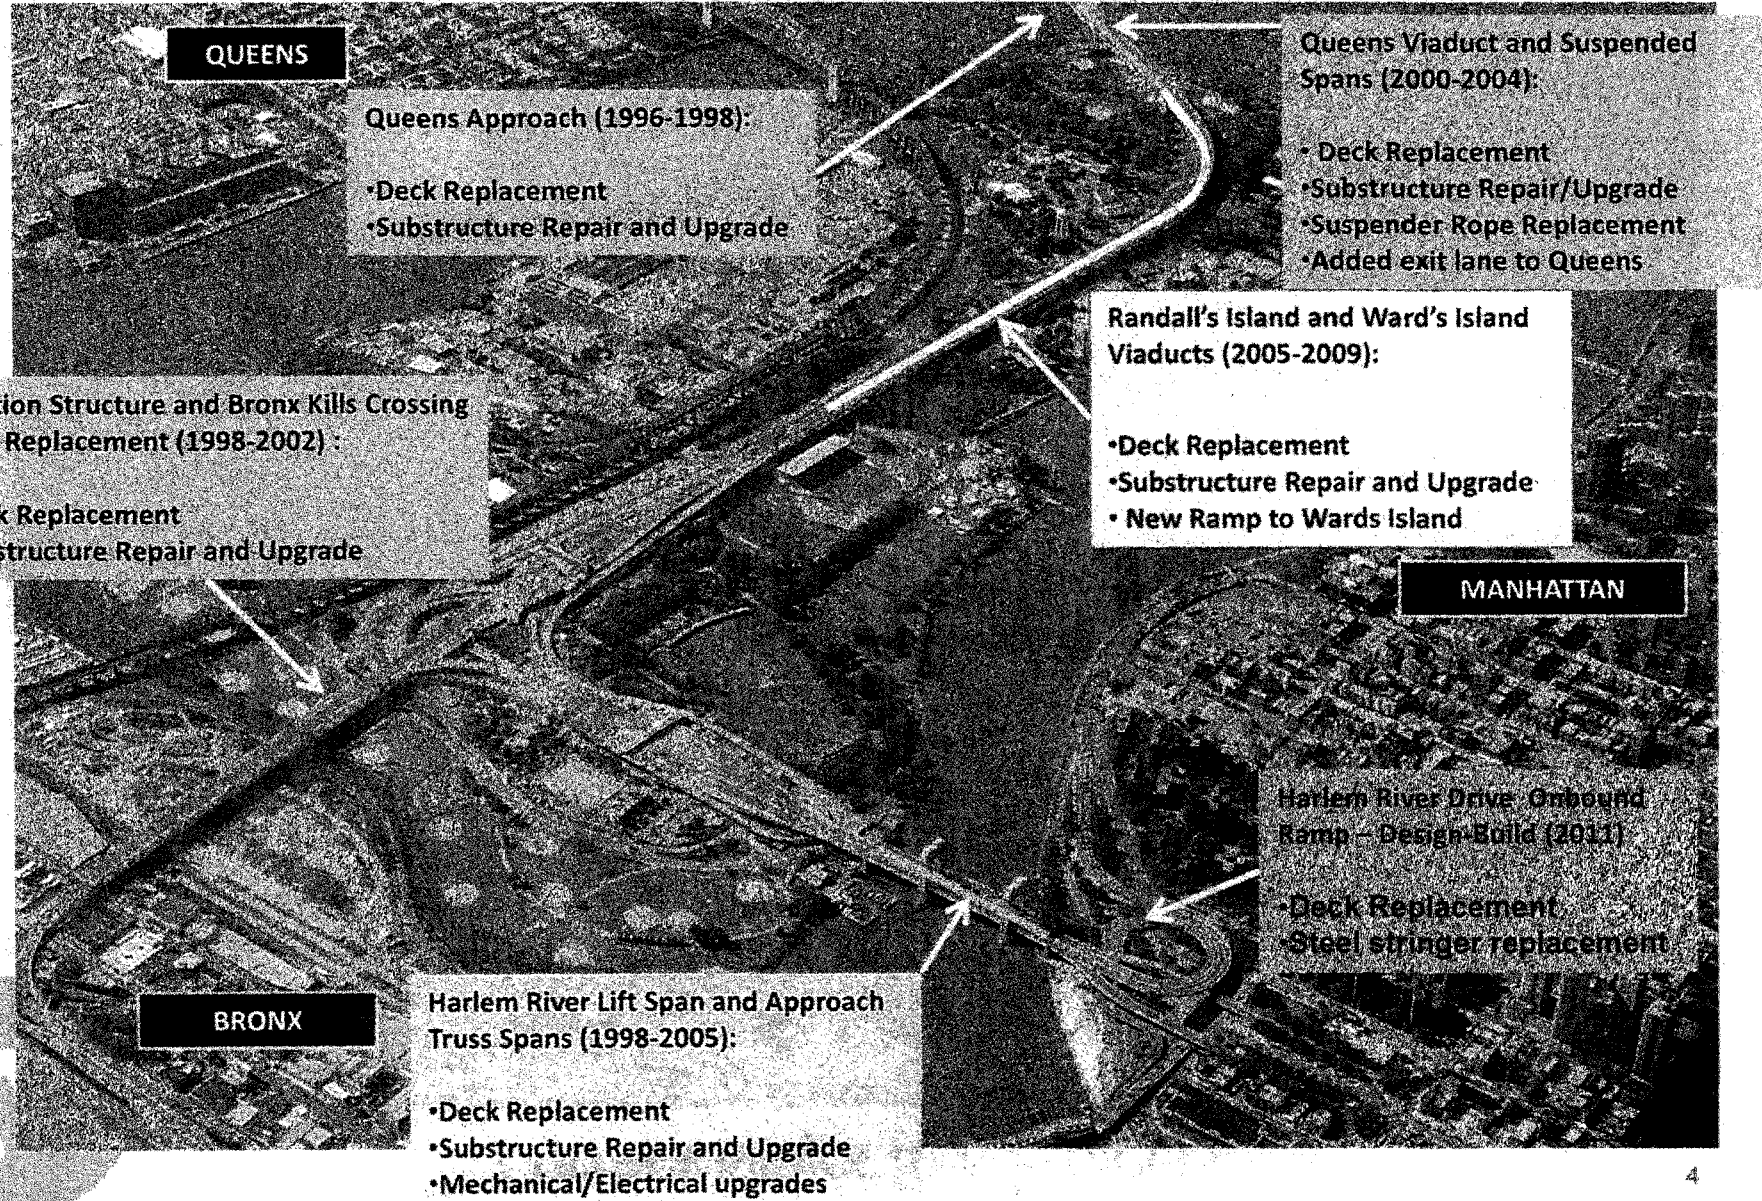 QUEENS
Queens Approach (1996-1998):
•Deck Replacement
•Substructure Repair and Upgrade
Queens Viaduct and Suspended
Spans (2000-2004):
• Deck Replacement
•Substructure Repair/Upgrade
•Suspender Rope Replacement
•Added exit lane to Queens
Randall's Island and Ward's Island
Viaducts (2005-2009):
•Deck Replacement
•Substructure Repair and Upgrade
• New Ramp to Wards Island
tion Structure and Bronx Kills Crossing
Replacement (1998-2002) :
k Replacement
structure Repair and Upgrade
MANHATTAN
Harlem River Drive Onbound
Ramp – Design-Build (2011)
•Deck Replacement
•Steel stringer replacement
BRONX
Harlem River Lift Span and Approach
Truss Spans (1998-2005):
•Deck Replacement
•Substructure Repair and Upgrade
•Mechanical/Electrical upgrades
4